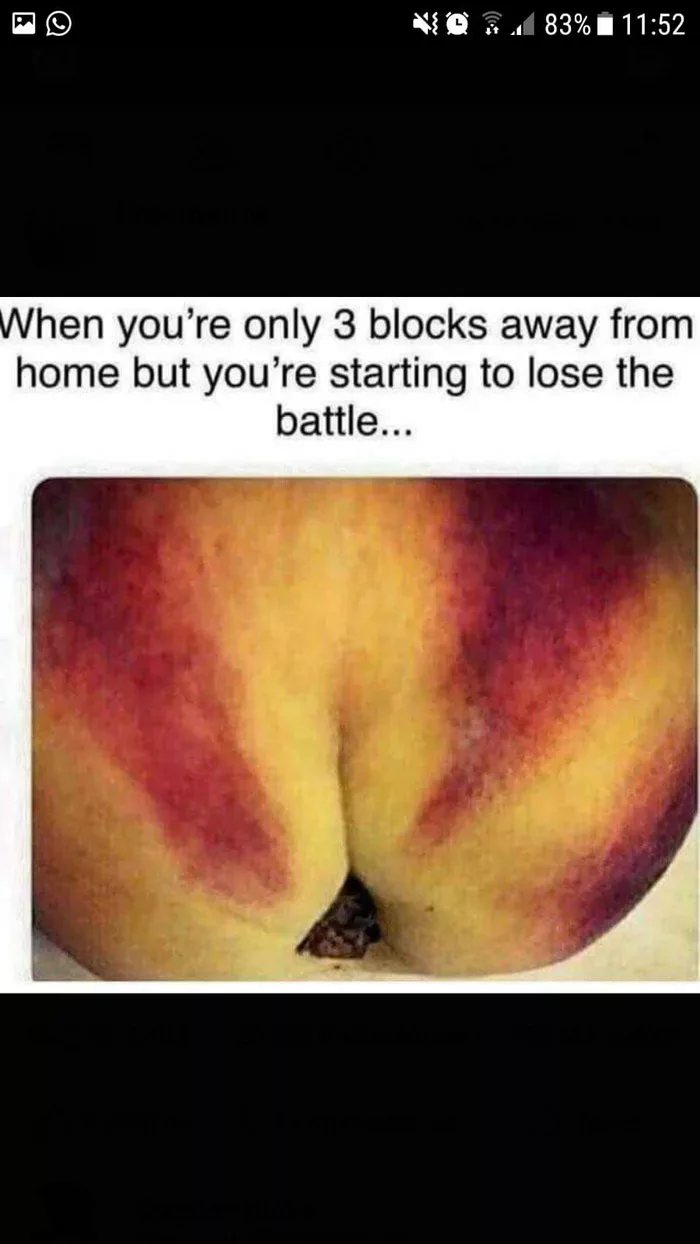 83% 11:52
When you're only 3 blocks away from
home but you're starting to lose the
battle...